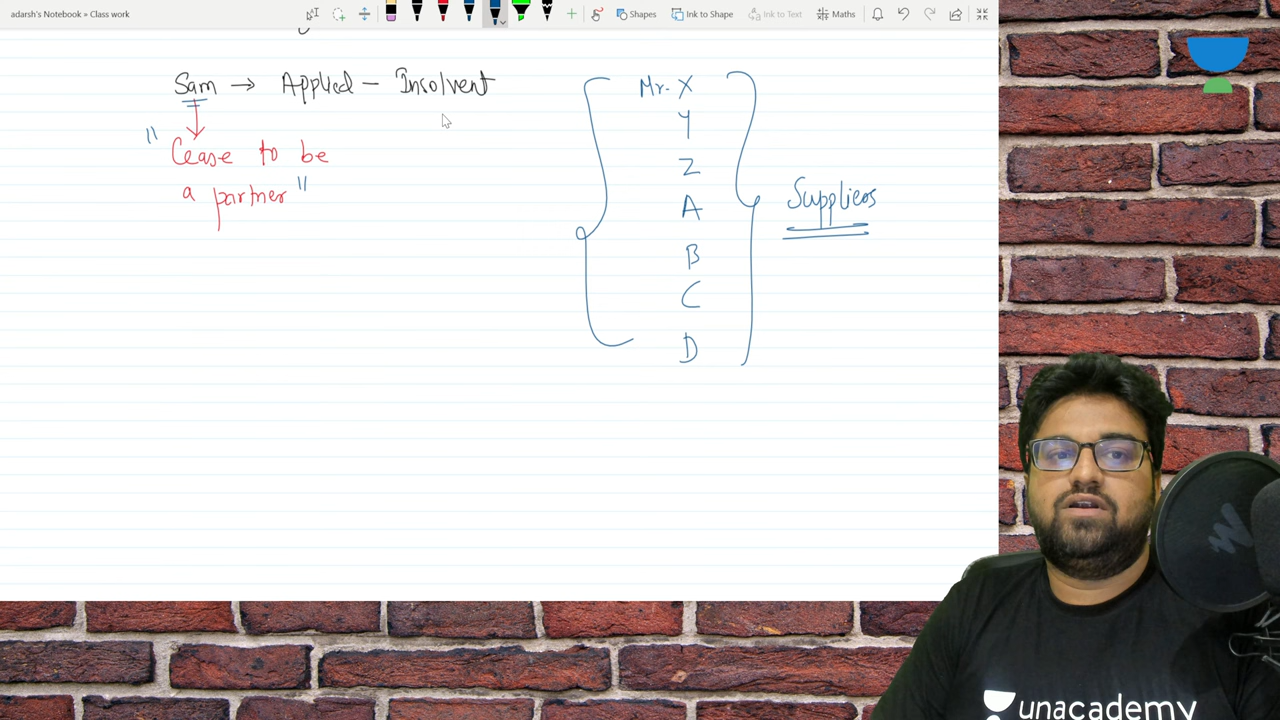 adarsh's Notebook » Class work
Shapes
Ink to Shape
Ink to Text
Maths
Sam → Applied - Insolvent
" Cease to be
a partner "
Mr. X
Y
Z
A
B
C
D
Suppliers
unacademy